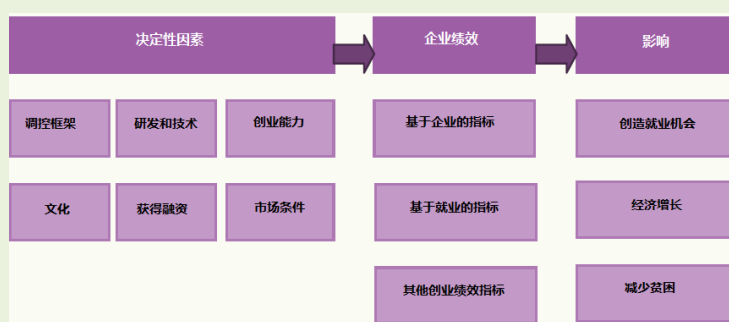 决定性因素
企业绩效
影响
调控框架
研发和技术
创业能力
基于企业的指标
创造就业机会
文化
获得融资
市场条件
基于就业的指标
经济增长
其他创业绩效指标
减少贫困